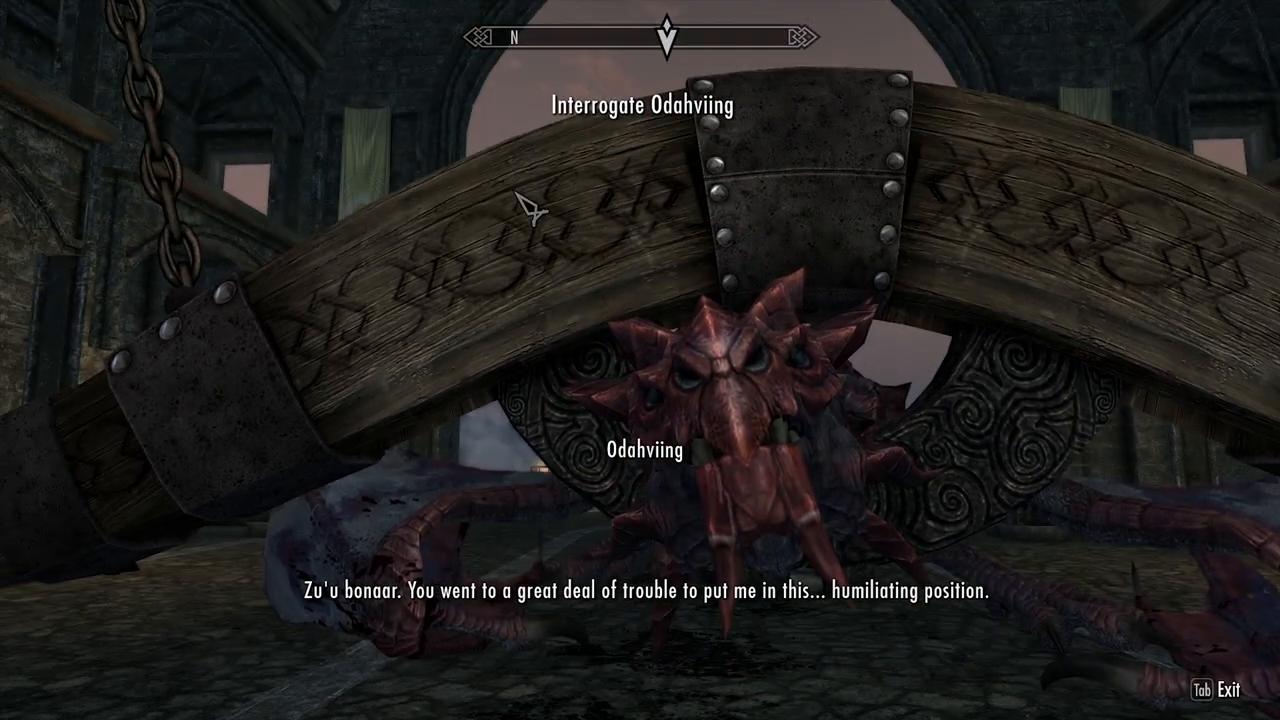 N
Interrogate Odahviing
Odahviing
Zu'u bonaar. You went to a great deal of trouble to put me in this... humiliating position.
Tab Exit